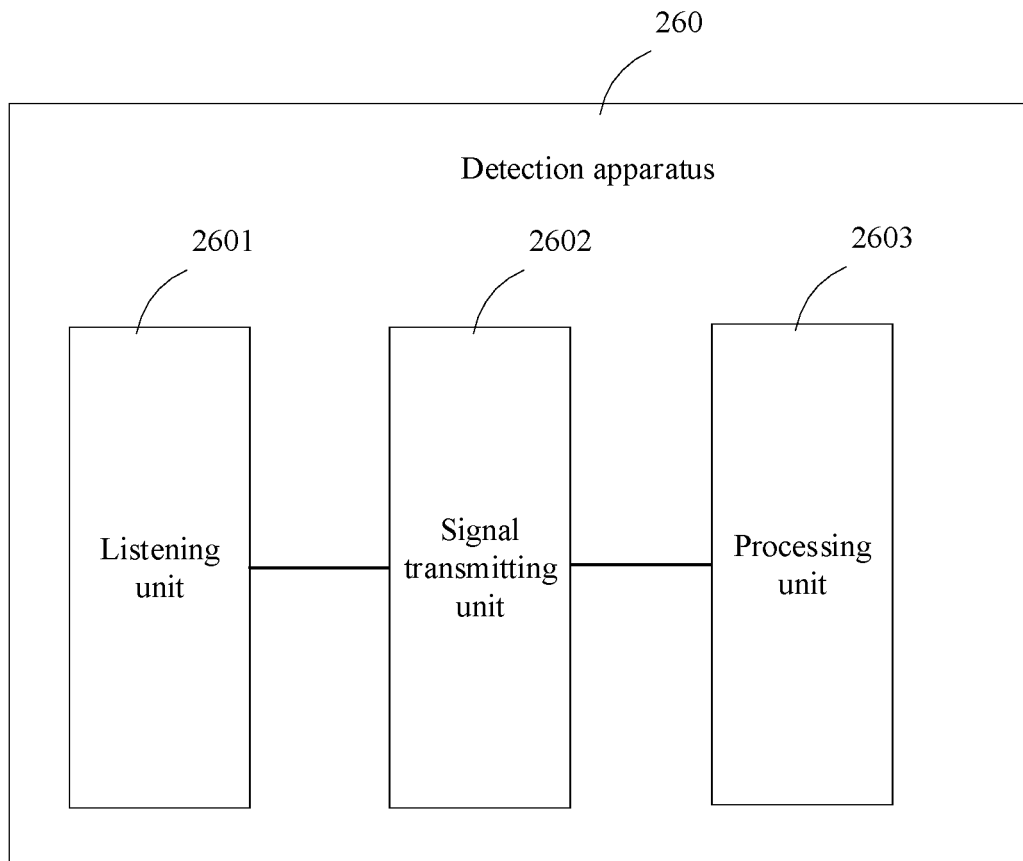 260
Detection apparatus
2601
2602
2603
Listening
unit
Signal
transmitting
unit
Processing
unit